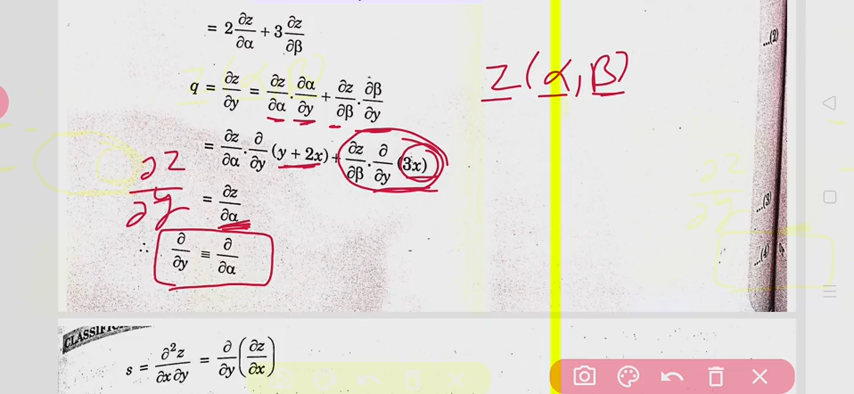 = 2 ∂z/∂α + 3 ∂z/∂β
...(2)
z(α, β)
q = ∂z/∂y = ∂z/∂α · ∂α/∂y + ∂z/∂β · ∂β/∂y
= ∂z/∂α · ∂/∂y (y + 2x) + ∂z/∂β · ∂/∂y (3x)
∂z/∂y
= ∂z/∂α
...(3)
∴ ∂/∂y ≡ ∂/∂α
...(4)
s = ∂²z/∂x ∂y = ∂/∂y (∂z/∂x)